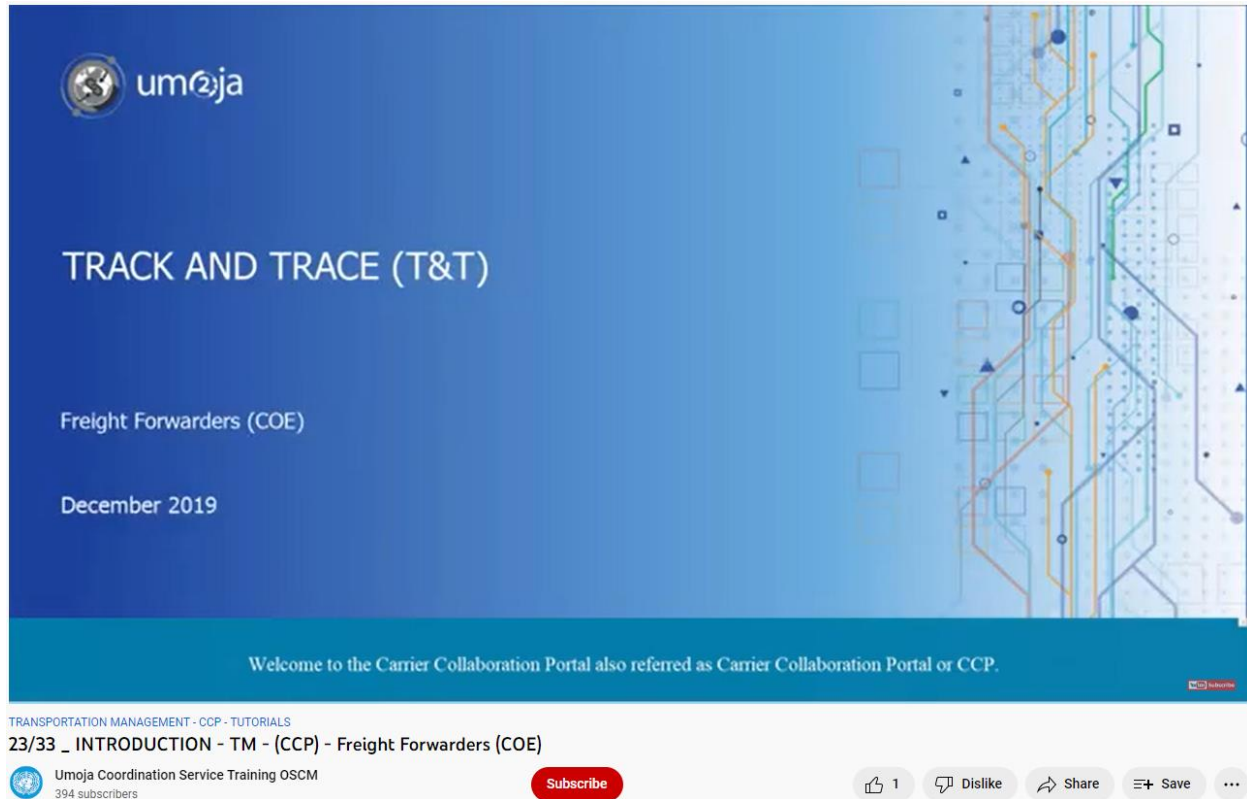 um2ja
TRACK AND TRACE (T&T)
Freight Forwarders (COE)
December 2019
Welcome to the Carrier Collaboration Portal also referred as Carrier Collaboration Portal or CCP.
Subscribe
TRANSPORTATION MANAGEMENT - CCP - TUTORIALS
23/33 _ INTRODUCTION - TM - (CCP) - Freight Forwarders (COE)
Umoja Coordination Service Training OSCM
394 subscribers
Subscribe
1
Dislike
Share
Save